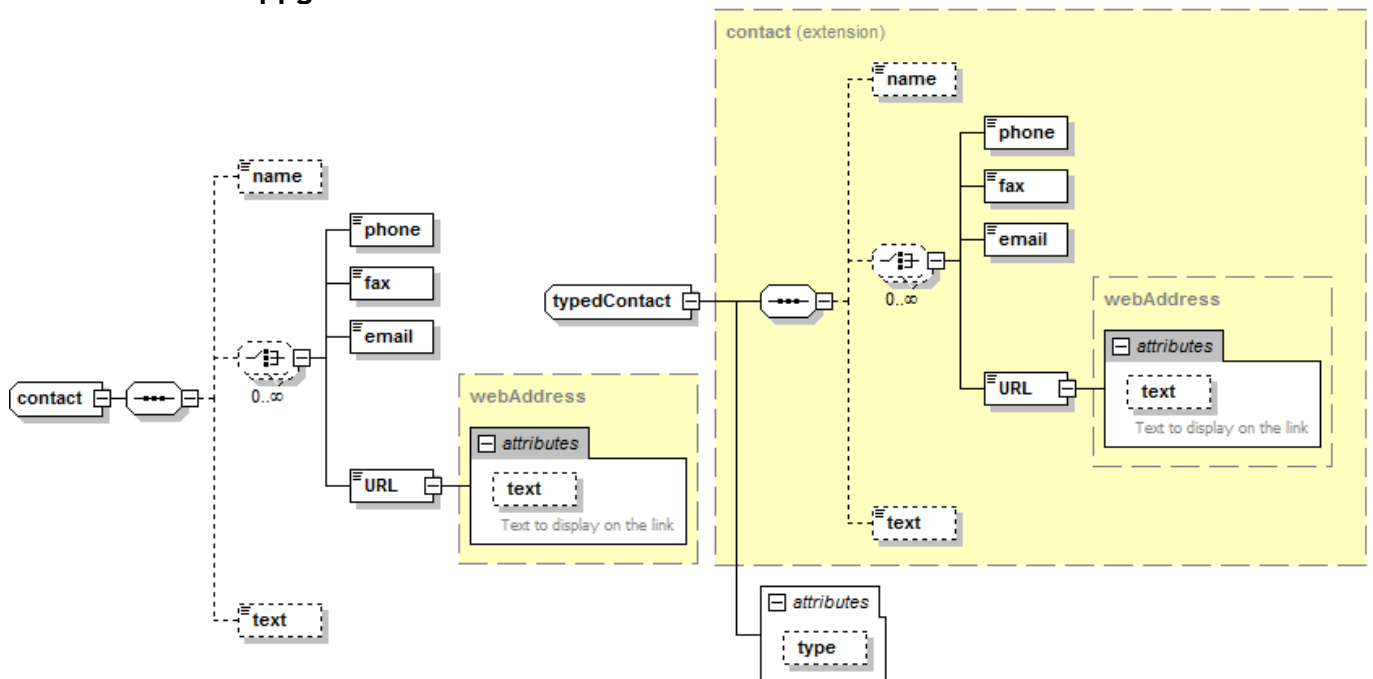 contact (extension)
name
phone
fax
email
0..∞
typedContact
webAddress
attributes
URL
text
Text to display on the link
text
attributes
type
name
phone
fax
email
0..∞
contact
webAddress
attributes
URL
text
Text to display on the link
text